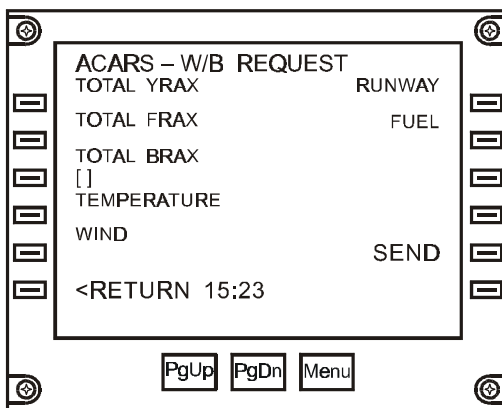 ACARS – W/B REQUEST
TOTAL YRAX RUNWAY
TOTAL FRAX FUEL
TOTAL BRAX
[ ]
TEMPERATURE
WIND
SEND
<RETURN 15:23
PgUp PgDn Menu